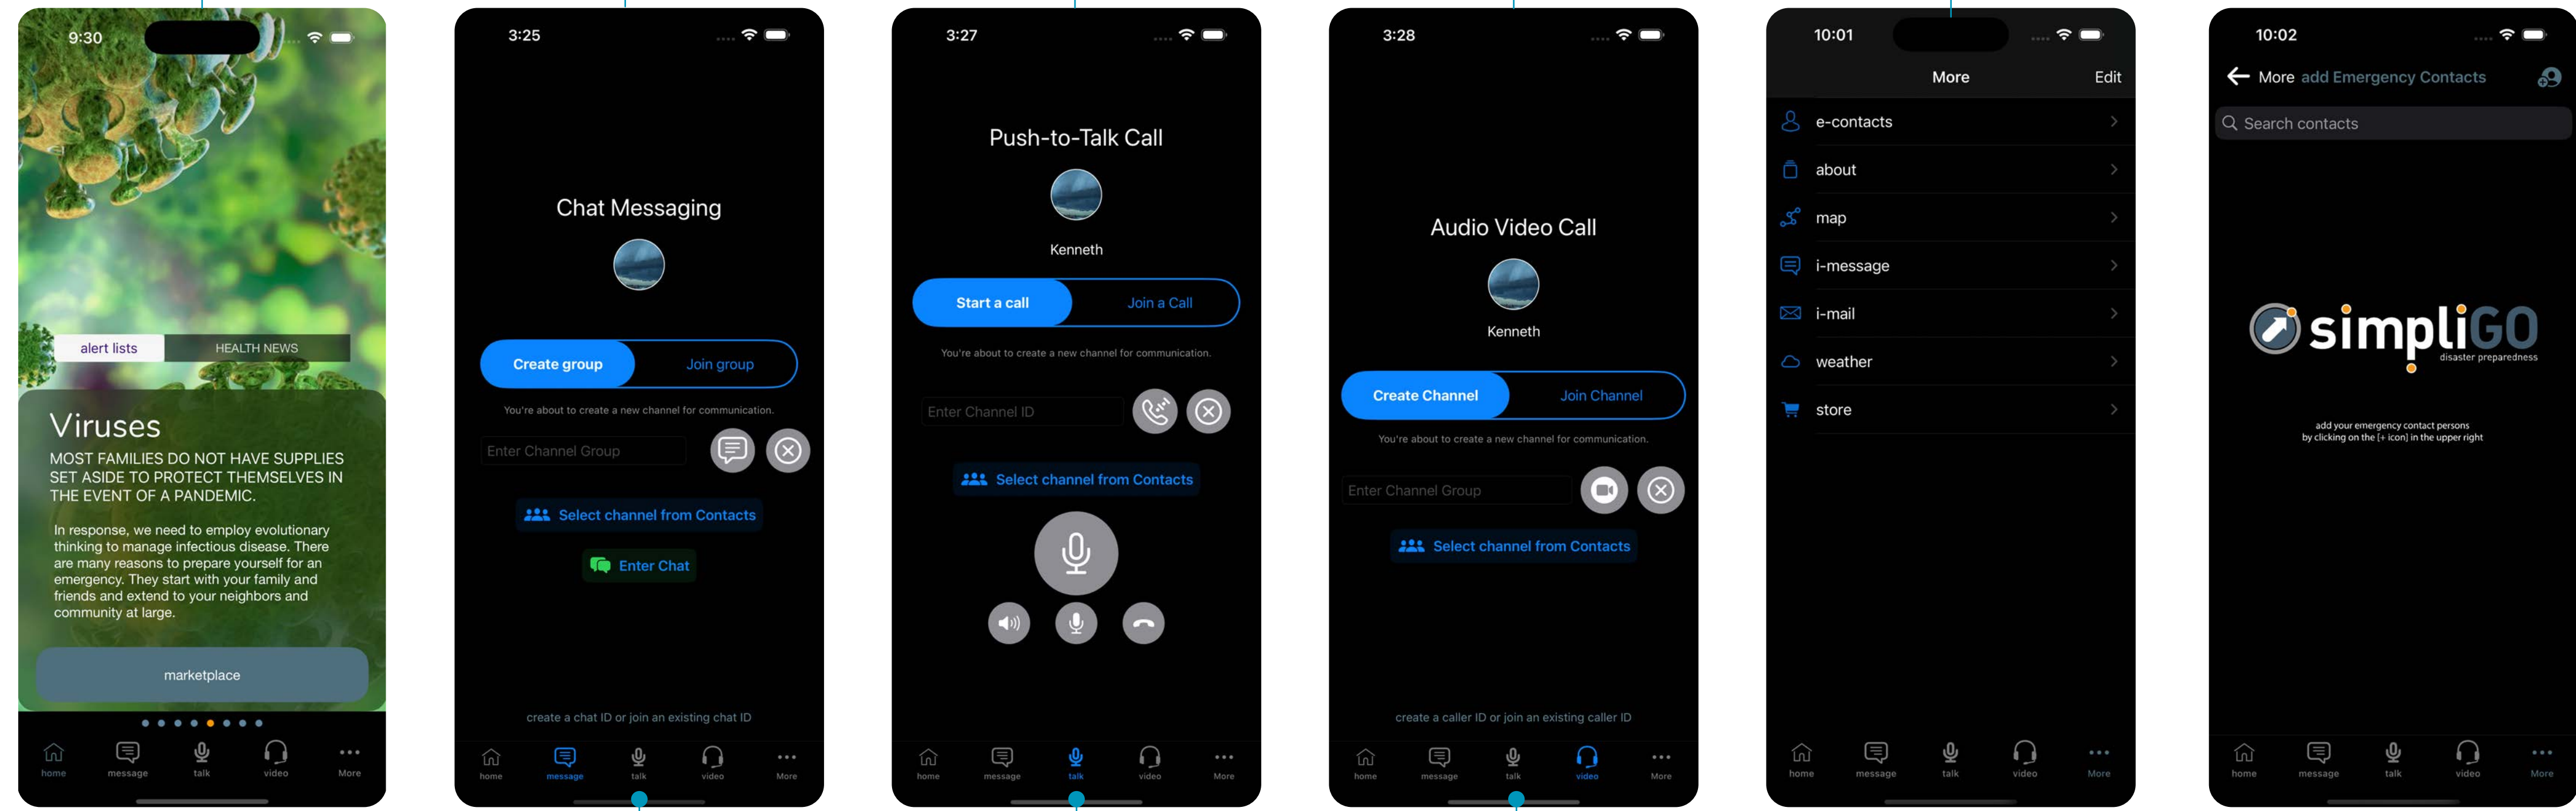 9:30
alert lists
HEALTH NEWS
Viruses
MOST FAMILIES DO NOT HAVE SUPPLIES
SET ASIDE TO PROTECT THEMSELVES IN
THE EVENT OF A PANDEMIC.
In response, we need to employ evolutionary
thinking to manage infectious disease. There
are many reasons to prepare yourself for an
emergency. They start with your family and
friends and extend to your neighbors and
community at large.
marketplace
home
message
talk
video
More
3:25
Chat Messaging
Create group
Join group
You're about to create a new channel for communication.
Enter Channel Group
Select channel from Contacts
Enter Chat
create a chat ID or join an existing chat ID
home
message
talk
video
More
3:27
Push-to-Talk Call
Kenneth
Start a call
Join a Call
You're about to create a new channel for communication.
Enter Channel ID
Select channel from Contacts
home
message
talk
video
More
3:28
Audio Video Call
Kenneth
Create Channel
Join Channel
You're about to create a new channel for communication.
Enter Channel Group
Select channel from Contacts
create a caller ID or join an existing caller ID
home
message
talk
video
More
10:01
More
Edit
e-contacts
about
map
i-message
i-mail
weather
store
home
message
talk
video
More
10:02
More add Emergency Contacts
Search contacts
simpliGO
disaster preparedness
add your emergency contact persons
by clicking on the [+ icon] in the upper right
home
message
talk
video
More